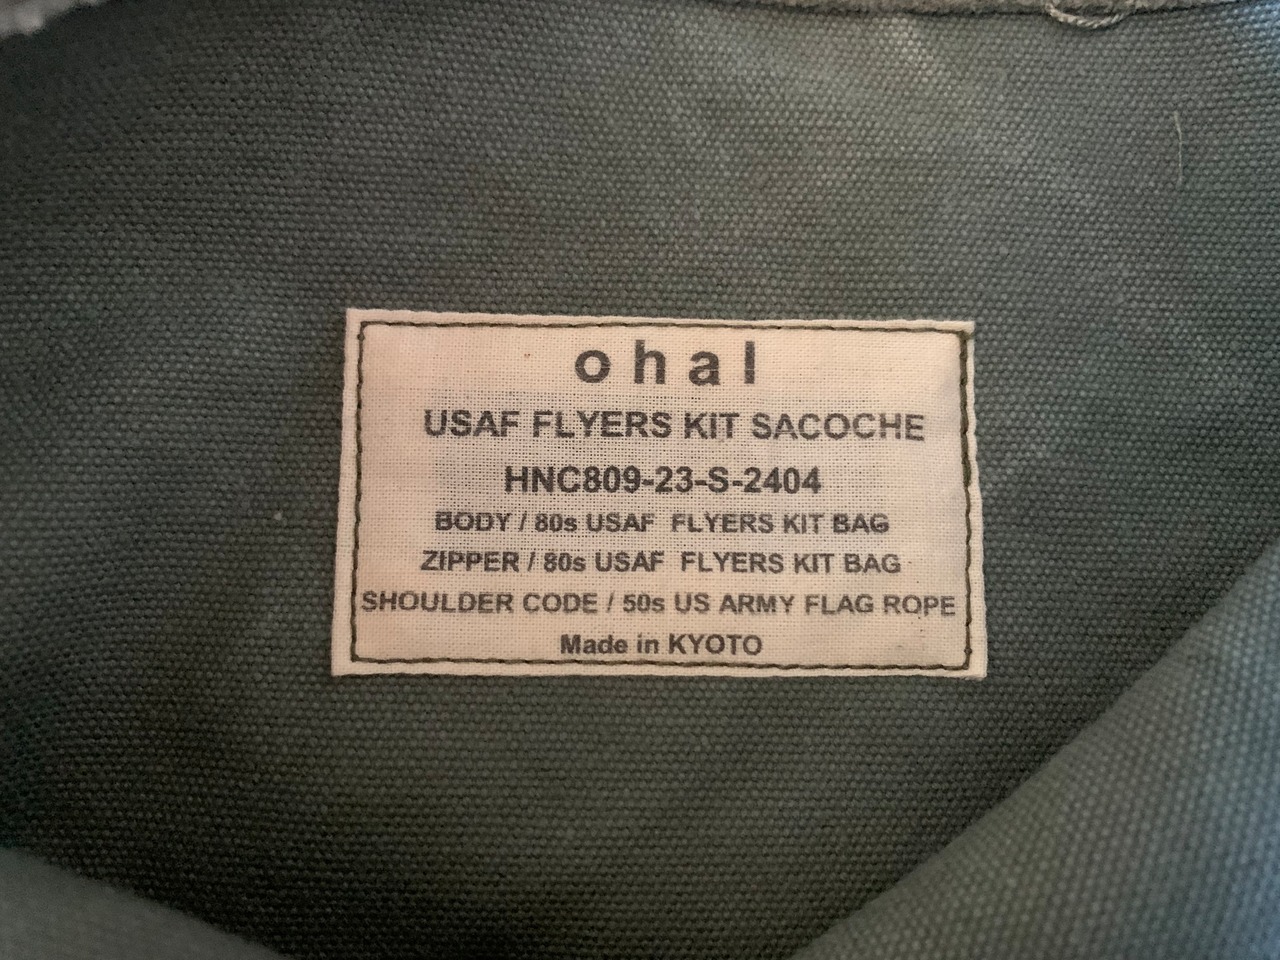 ohal
USAF FLYERS KIT SACOCHE
HNC809-23-S-2404
BODY / 80s USAF FLYERS KIT BAG
ZIPPER / 80s USAF FLYERS KIT BAG
SHOULDER CODE / 50s US ARMY FLAG ROPE
Made in KYOTO